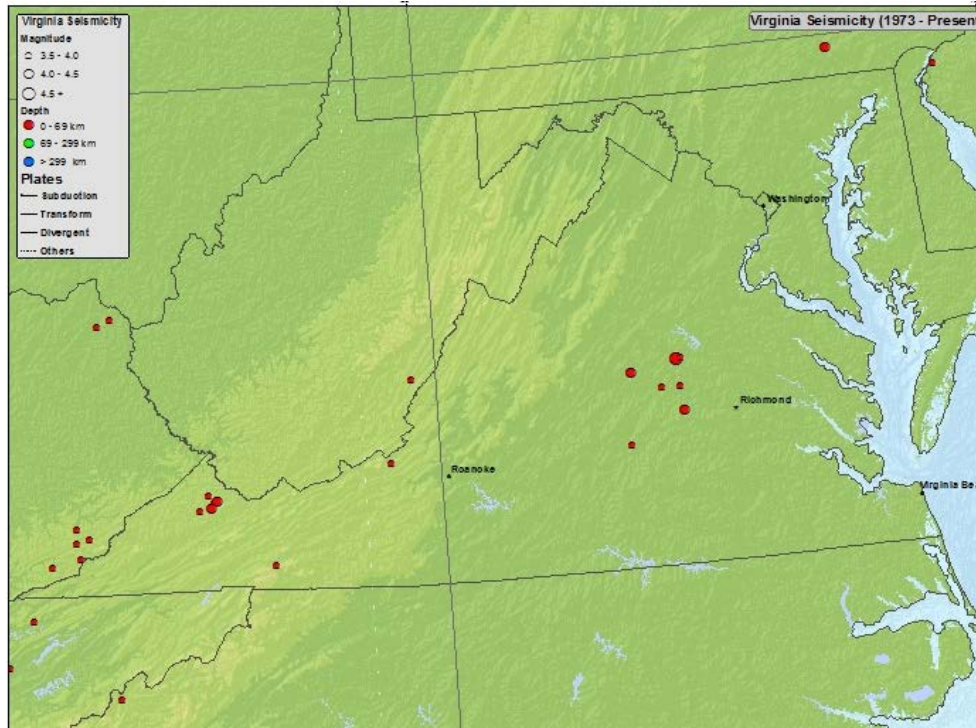 Virginia Seismicity
Magnitude
3.5 - 4.0
4.0 - 4.5
4.5 +
Depth
0 - 69 km
69 - 299 km
> 299 km
Plates
Subduction
Transform
Divergent
Others
Virginia Seismicity (1973 - Present
Washington
Richmond
Roanoke
Virginia Bea